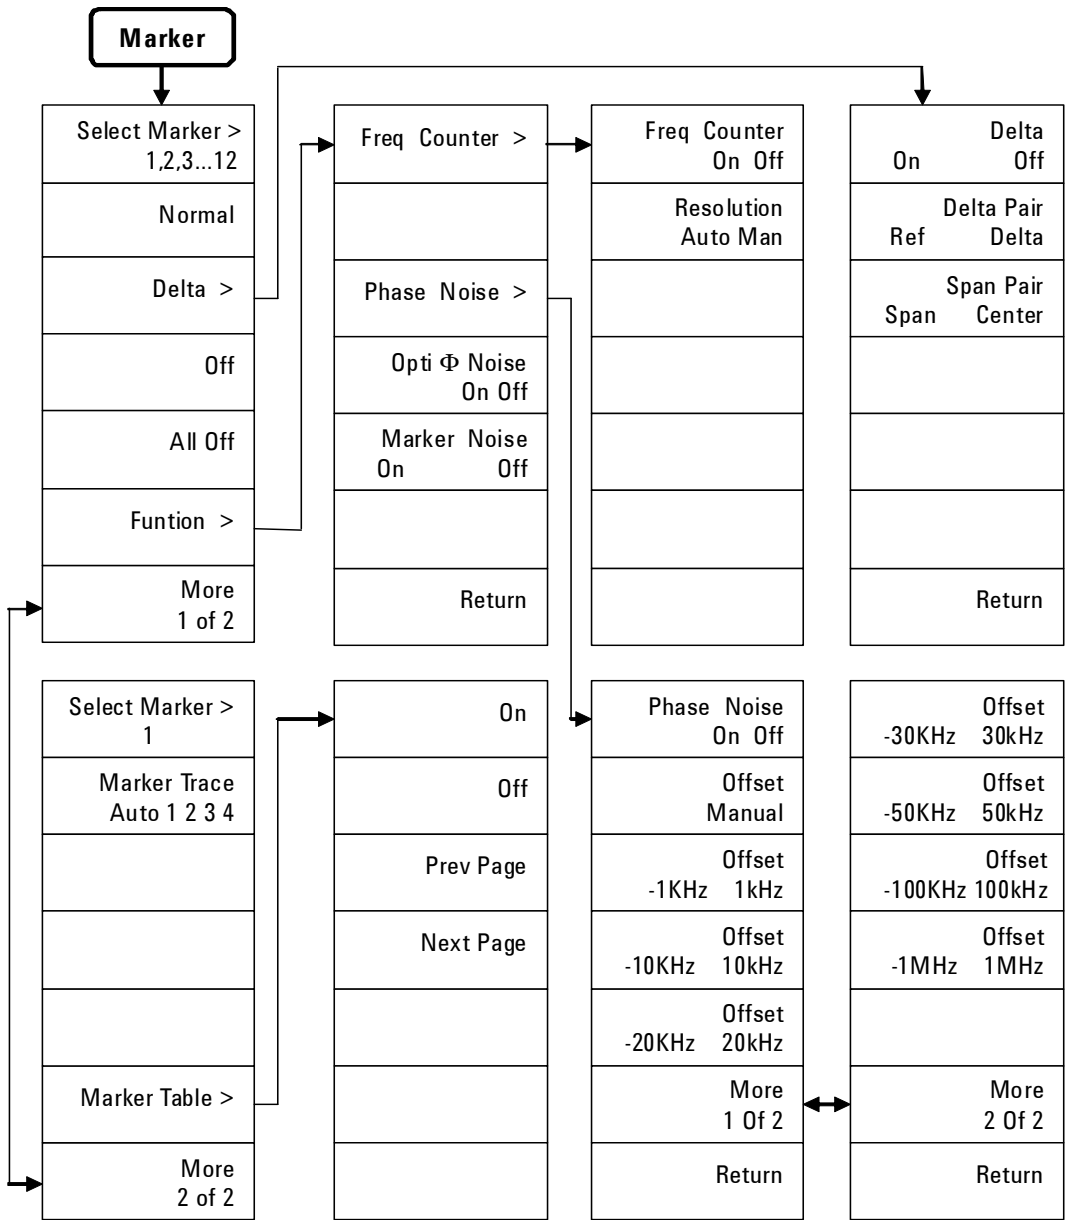 Marker
Select Marker >
1,2,3...12
Normal
Delta >
Off
All Off
Funtion >
More
1 of 2
Freq Counter >
Phase Noise >
Opti Φ Noise
On Off
Marker Noise
On Off
Return
Freq Counter
On Off
Resolution
Auto Man
Delta
On Off
Delta Pair
Ref Delta
Span Pair
Span Center
Return
Select Marker >
1
Marker Trace
Auto 1 2 3 4
Marker Table >
More
2 of 2
On
Off
Prev Page
Next Page
Phase Noise
On Off
Offset
Manual
Offset
-1KHz 1kHz
Offset
-10KHz 10kHz
Offset
-20KHz 20kHz
More
1 Of 2
Return
Offset
-30KHz 30kHz
Offset
-50KHz 50kHz
Offset
-100KHz 100kHz
Offset
-1MHz 1MHz
More
2 Of 2
Return